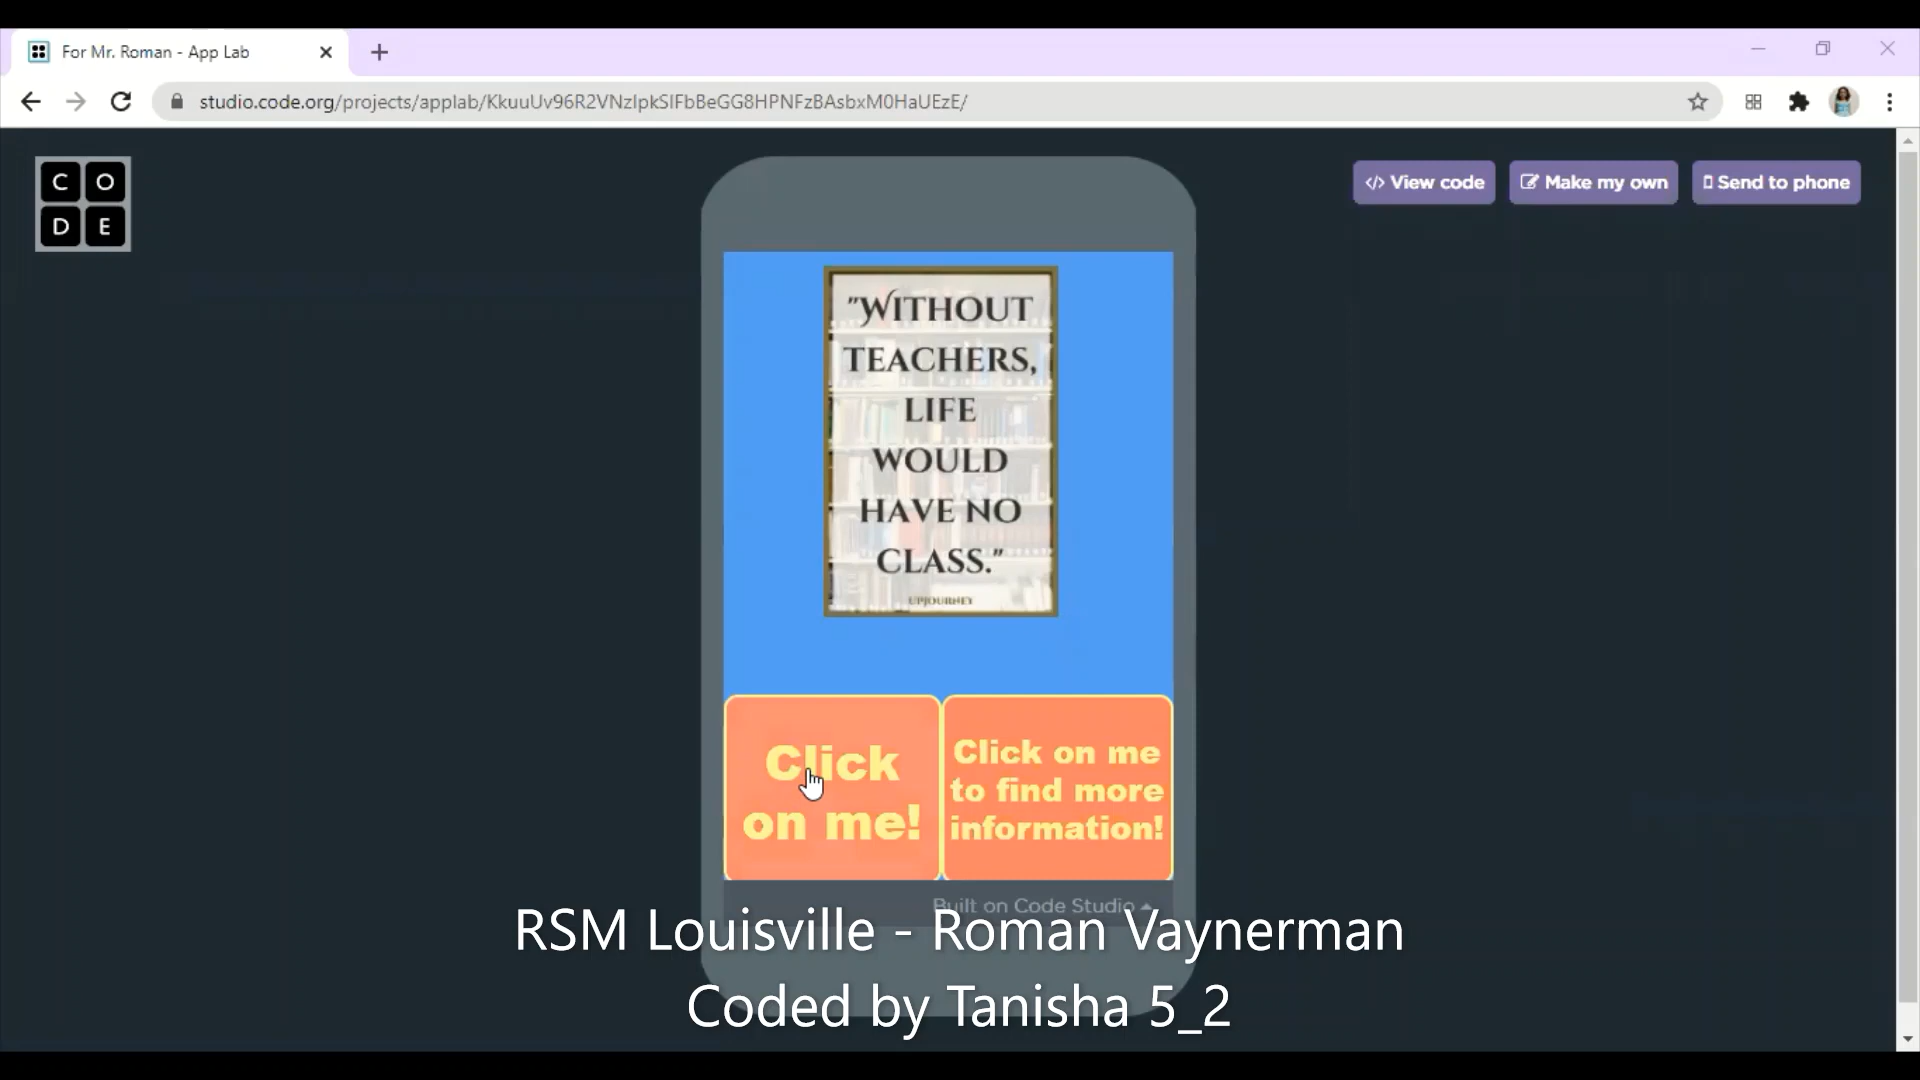 For Mr. Roman - App Lab
studio.code.org/projects/applab/KkuuUv96R2VNzIpkSIFbBeGG8HPNFzBAsbxM0HaUEzE/
C O
D E
</> View code
Make my own
Send to phone
"WITHOUT
TEACHERS,
LIFE
WOULD
HAVE NO
CLASS."
UPJOURNEY
Click
on me!
Click on me
to find more
information!
Built on Code Studio
RSM Louisville - Roman Vaynerman
Coded by Tanisha 5_2